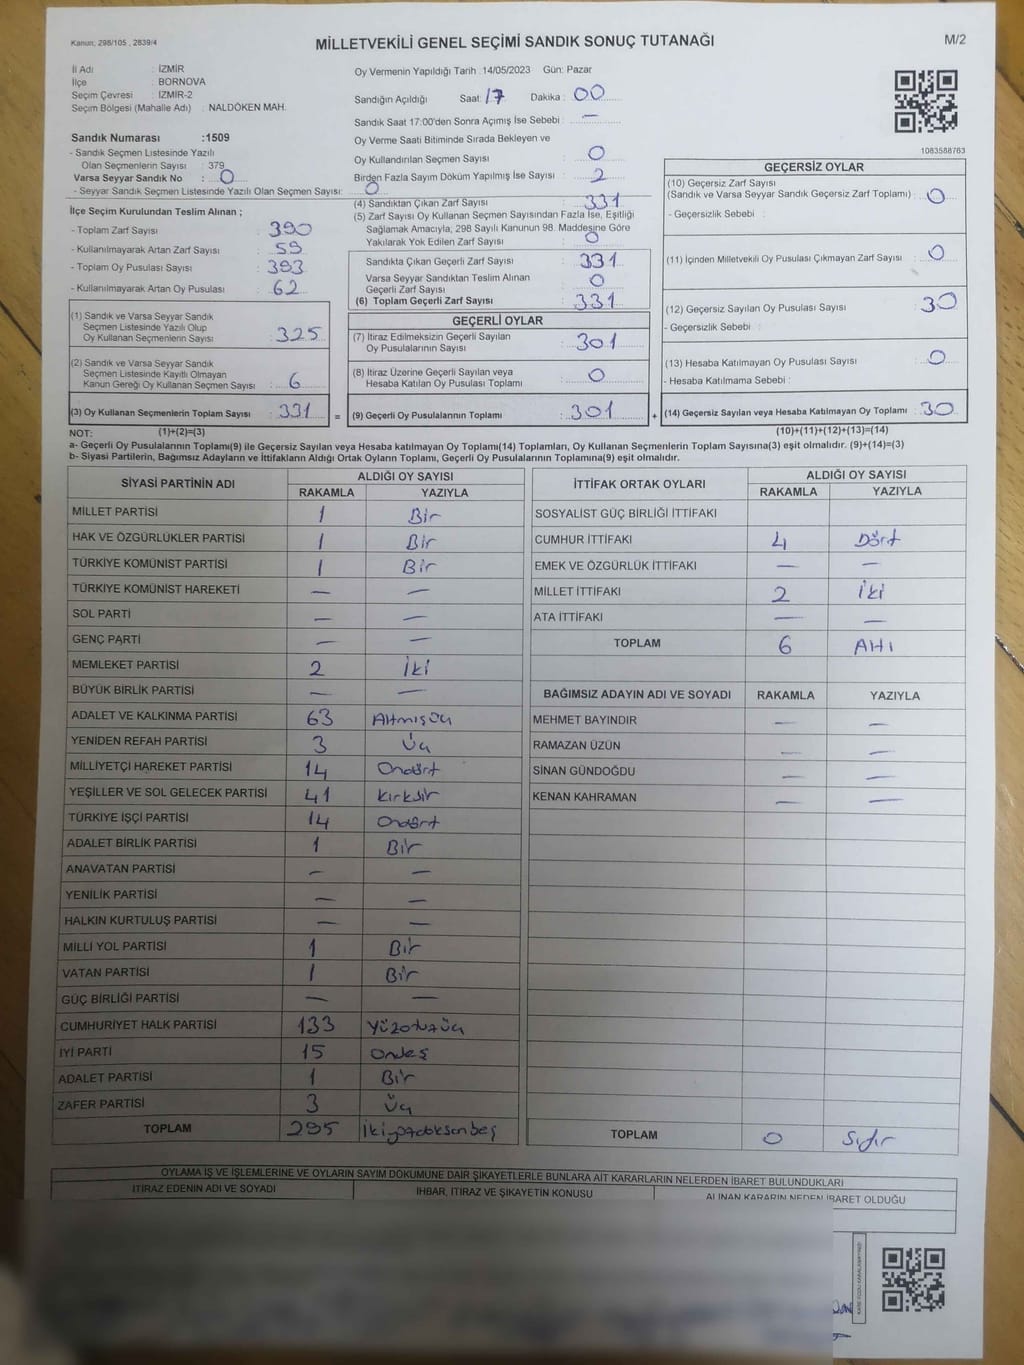 Kanun, 298/105 , 2839/4
MİLLETVEKİLİ GENEL SEÇİMİ SANDIK SONUÇ TUTANAĞI
M/2
İl Adı : İZMİR
İlçe : BORNOVA
Seçim Çevresi : İZMİR-2
Seçim Bölgesi (Mahalle Adı) : NALDÖKEN MAH.
Sandık Numarası :1509
- Sandık Seçmen Listesinde Yazılı
Olan Seçmenlerin Sayısı : 379
Varsa Seyyar Sandık No : 0
- Seyyar Sandık Seçmen Listesinde Yazılı Olan Seçmen Sayısı: 0
Oy Vermenin Yapıldığı Tarih :14/05/2023 Gün: Pazar
Sandığın Açıldığı Saat: 17 Dakika : 00
Sandık Saat 17:00'den Sonra Açımış İse Sebebi : —
Oy Verme Saati Bitiminde Sırada Bekleyen ve
Oy Kullandırılan Seçmen Sayısı : 0
Birden Fazla Sayım Döküm Yapılmış İse Sayısı : 2
1083588763
İlçe Seçim Kurulundan Teslim Alınan ;
- Toplam Zarf Sayısı : 390
- Kullanılmayarak Artan Zarf Sayısı : 59
- Toplam Oy Pusulası Sayısı : 393
- Kullanılmayarak Artan Oy Pusulası : 62
(4) Sandıktan Çıkan Zarf Sayısı : 331
(5) Zarf Sayısı Oy Kullanan Seçmen Sayısından Fazla İse, Eşitliği
Sağlamak Amacıyla, 298 Sayılı Kanunun 98. Maddesine Göre
Yakılarak Yok Edilen Zarf Sayısı : 0
Sandıkta Çıkan Geçerli Zarf Sayısı : 331
Varsa Seyyar Sandıktan Teslim Alınan
Geçerli Zarf Sayısı : 0
(6) Toplam Geçerli Zarf Sayısı : 331
GEÇERSİZ OYLAR
(10) Geçersiz Zarf Sayısı
(Sandık ve Varsa Seyyar Sandık Geçersiz Zarf Toplamı) : 0
- Geçersizlik Sebebi :
(11) İçinden Milletvekili Oy Pusulası Çıkmayan Zarf Sayısı : 0
(12) Geçersiz Sayılan Oy Pusulası Sayısı : 30
- Geçersizlik Sebebi :
(13) Hesaba Katılmayan Oy Pusulası Sayısı : 0
- Hesaba Katılmama Sebebi :
(14) Geçersiz Sayılan veya Hesaba Katılmayan Oy Toplamı : 30
(10)+(11)+(12)+(13)=(14)
(1) Sandık ve Varsa Seyyar Sandık
Seçmen Listesinde Yazılı Olup
Oy Kullanan Seçmenlerin Sayısı : 325
(2) Sandık ve Varsa Seyyar Sandık
Seçmen Listesinde Kayıtlı Olmayan
Kanun Gereği Oy Kullanan Seçmen Sayısı : 6
(3) Oy Kullanan Seçmenlerin Toplam Sayısı : 331 =
GEÇERLİ OYLAR
(7) İtiraz Edilmeksizin Geçerli Sayılan
Oy Pusulalarının Sayısı : 301
(8) İtiraz Üzerine Geçerli Sayılan veya
Hesaba Katılan Oy Pusulası Toplamı : 0
(9) Geçerli Oy Pusulalarının Toplamı : 301 +
NOT: (1)+(2)=(3)
a- Geçerli Oy Pusulalarının Toplamı(9) ile Geçersiz Sayılan veya Hesaba katılmayan Oy Toplamı(14) Toplamları, Oy Kullanan Seçmenlerin Toplam Sayısına(3) eşit olmalıdır. (9)+(14)=(3)
b- Siyasi Partilerin, Bağımsız Adayların ve İttifakların Aldığı Ortak Oyların Toplamı, Geçerli Oy Pusulalarının Toplamına(9) eşit olmalıdır.
SİYASİ PARTİNİN ADI ALDIĞI OY SAYISI
RAKAMLA YAZIYLA
MİLLET PARTİSİ 1 Bir
HAK VE ÖZGÜRLÜKLER PARTİSİ 1 Bir
TÜRKİYE KOMÜNİST PARTİSİ 1 Bir
TÜRKİYE KOMÜNİST HAREKETİ — —
SOL PARTİ — —
GENÇ PARTİ — —
MEMLEKET PARTİSİ 2 İki
BÜYÜK BİRLİK PARTİSİ — —
ADALET VE KALKINMA PARTİSİ 63 Altmışüç
YENİDEN REFAH PARTİSİ 3 Üç
MİLLİYETÇİ HAREKET PARTİSİ 14 Ondört
YEŞİLLER VE SOL GELECEK PARTİSİ 41 Kırkbir
TÜRKİYE İŞÇİ PARTİSİ 14 Ondört
ADALET BİRLİK PARTİSİ 1 Bir
ANAVATAN PARTİSİ — —
YENİLİK PARTİSİ — —
HALKIN KURTULUŞ PARTİSİ — —
MİLLİ YOL PARTİSİ 1 Bir
VATAN PARTİSİ 1 Bir
GÜÇ BİRLİĞİ PARTİSİ — —
CUMHURİYET HALK PARTİSİ 133 Yüzotuzüç
İYİ PARTİ 15 Onbeş
ADALET PARTİSİ 1 Bir
ZAFER PARTİSİ 3 Üç
TOPLAM 295 İkiyüzdoksanbeş
İTTİFAK ORTAK OYLARI ALDIĞI OY SAYISI
RAKAMLA YAZIYLA
SOSYALİST GÜÇ BİRLİĞİ İTTİFAKI
CUMHUR İTTİFAKI 4 Dört
EMEK VE ÖZGÜRLÜK İTTİFAKI — —
MİLLET İTTİFAKI 2 İki
ATA İTTİFAKI — —
TOPLAM 6 Altı
BAĞIMSIZ ADAYIN ADI VE SOYADI RAKAMLA YAZIYLA
MEHMET BAYINDIR — —
RAMAZAN ÜZÜN — —
SİNAN GÜNDOĞDU — —
KENAN KAHRAMAN — —
TOPLAM 0 Sıfır
OYLAMA İŞ VE İŞLEMLERİNE VE OYLARIN SAYIM DÖKÜMÜNE DAİR ŞİKAYETLERLE BUNLARA AİT KARARLARIN NELERDEN İBARET BULUNDUKLARI
İTİRAZ EDENİN ADI VE SOYADI İHBAR, İTİRAZ VE ŞİKAYETİN KONUSU ALINAN KARARIN NEDEN İBARET OLDUĞU